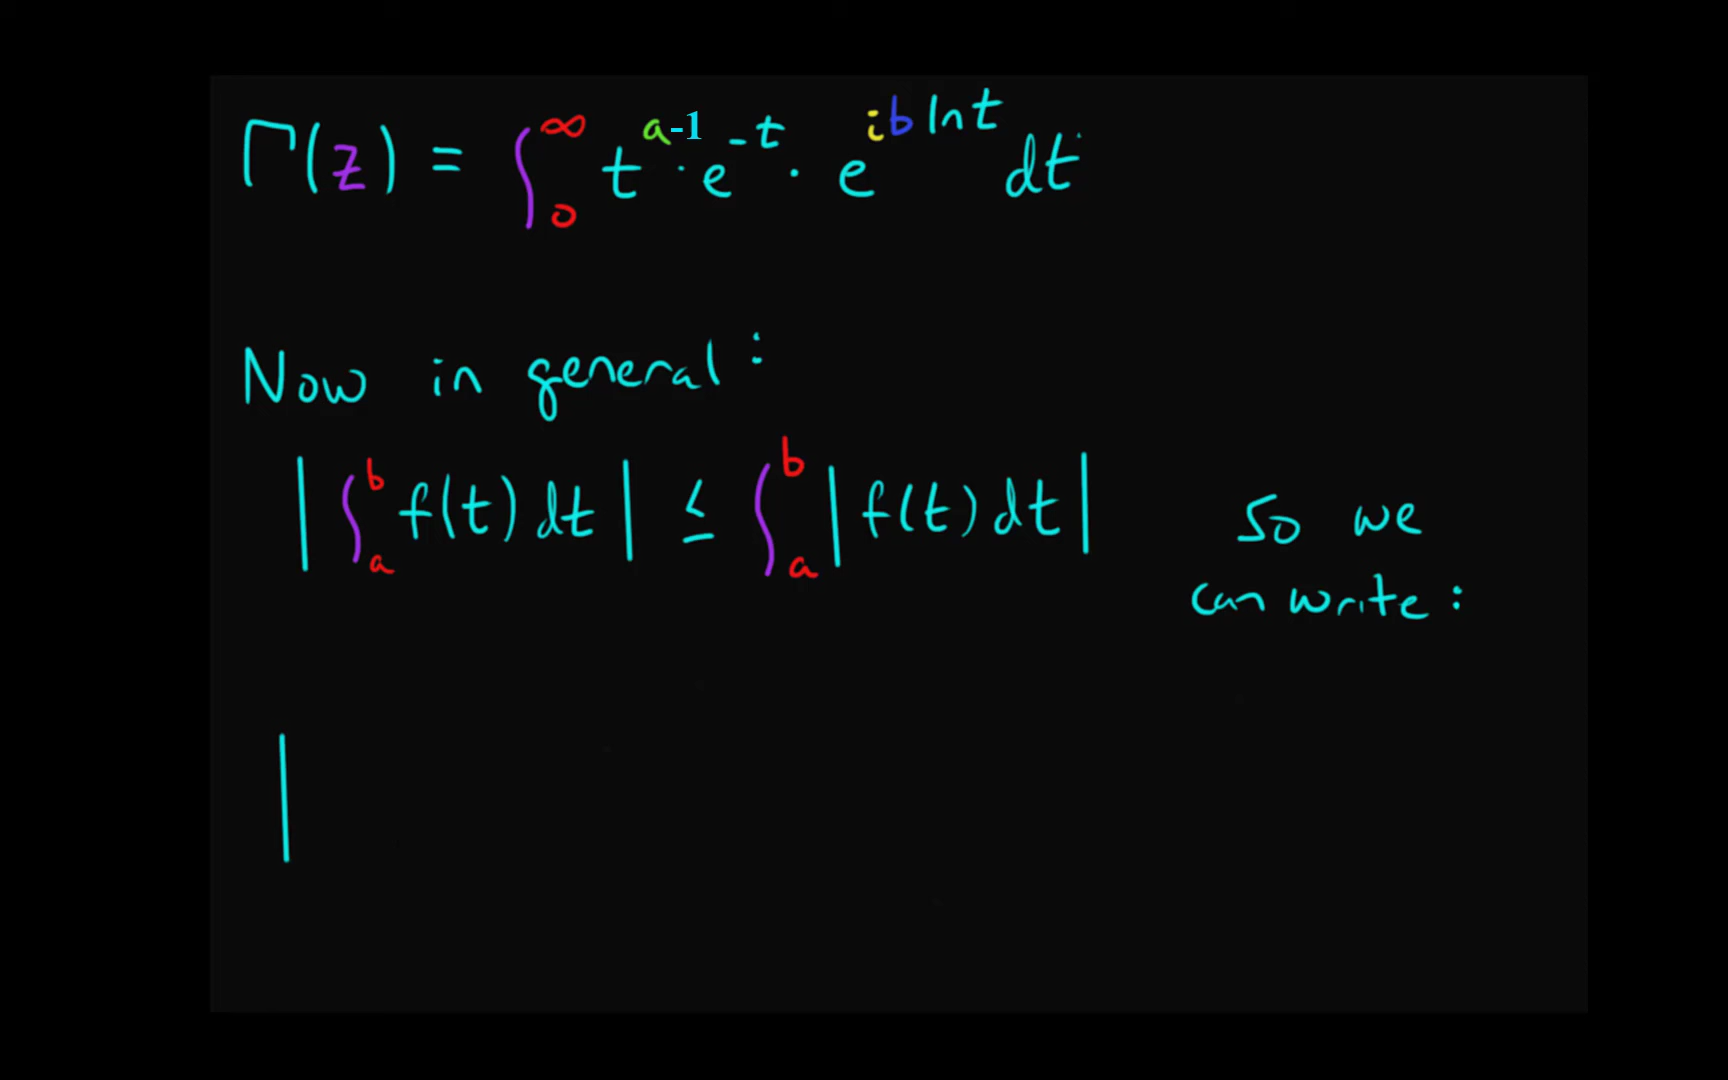 Γ(z) = ∫₀^∞ t^(a-1) · e^(-t) · e^(ib ln t) dt
Now in general:
|∫ₐᵇ f(t) dt| ≤ ∫ₐᵇ |f(t) dt| so we
can write:
|